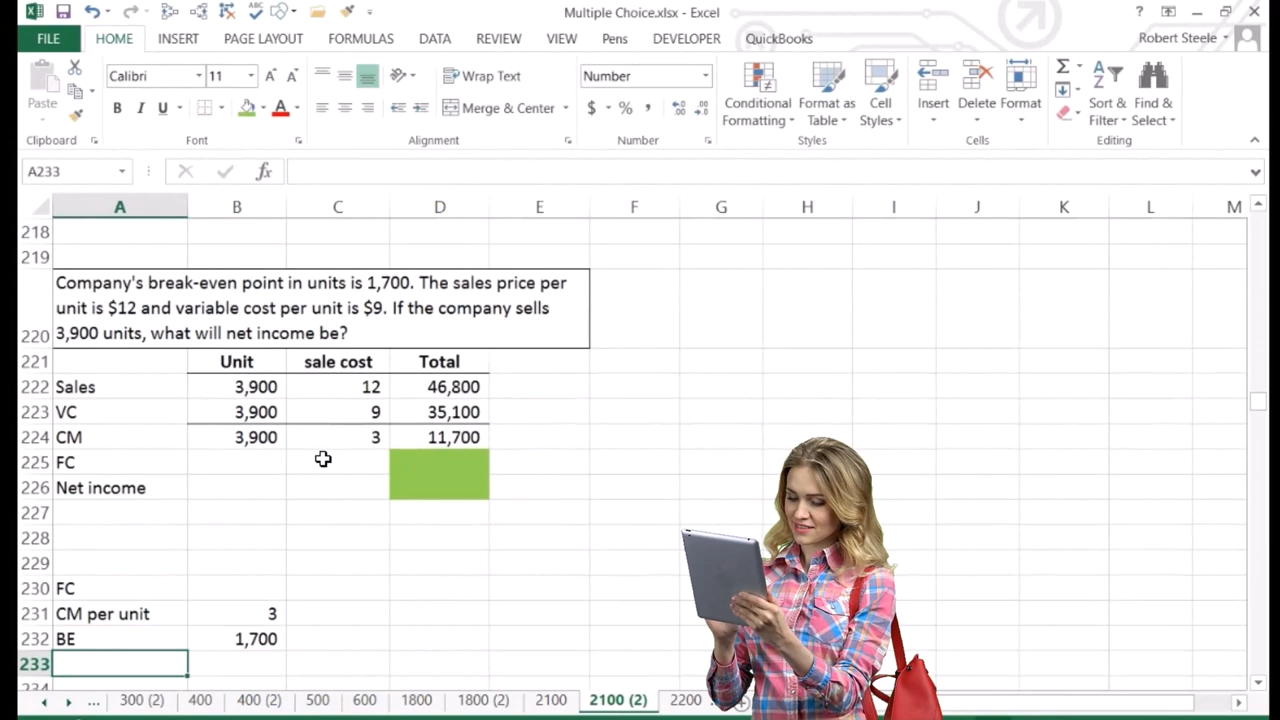 Multiple Choice.xlsx - Excel
FILE HOME INSERT PAGE LAYOUT FORMULAS DATA REVIEW VIEW Pens DEVELOPER QuickBooks Robert Steele
Calibri 11 Wrap Text Number
Paste B I U Merge & Center $ % , Conditional Formatting Format as Table Cell Styles Insert Delete Format Sort & Filter Find & Select
Clipboard Font Alignment Number Styles Cells Editing
A233 fx
A B C D E F G H I J K L M
218
219
Company's break-even point in units is 1,700. The sales price per
unit is $12 and variable cost per unit is $9. If the company sells
220 3,900 units, what will net income be?
221 Unit sale cost Total
222 Sales 3,900 12 46,800
223 VC 3,900 9 35,100
224 CM 3,900 3 11,700
225 FC
226 Net income
227
228
229
230 FC
231 CM per unit 3
232 BE 1,700
233
234
... 300 (2) 400 400 (2) 500 600 1800 1800 (2) 2100 2100 (2) 2200